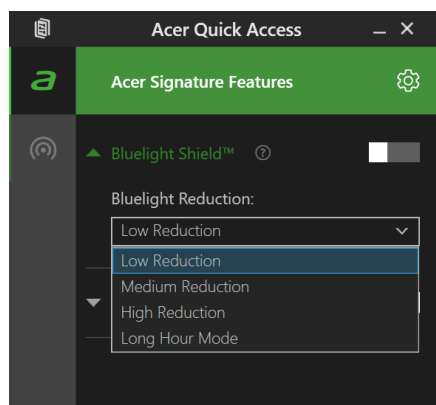 Acer Quick Access
a
Acer Signature Features
Bluelight Shield™
Bluelight Reduction:
Low Reduction
Low Reduction
Medium Reduction
High Reduction
Long Hour Mode